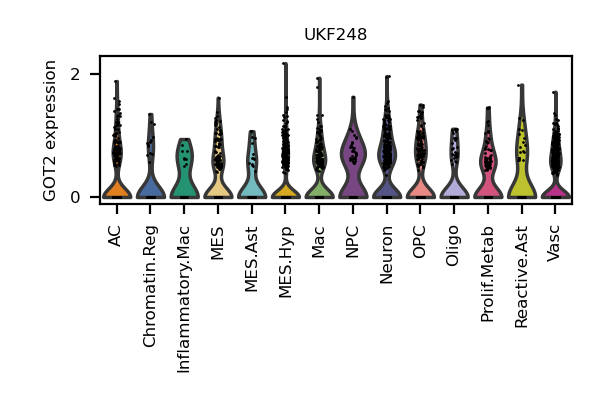 UKF248
GOT2 expression
2
0
AC
Chromatin.Reg
Inflammatory.Mac
MES
MES.Ast
MES.Hyp
Mac
NPC
Neuron
OPC
Oligo
Prolif.Metab
Reactive.Ast
Vasc